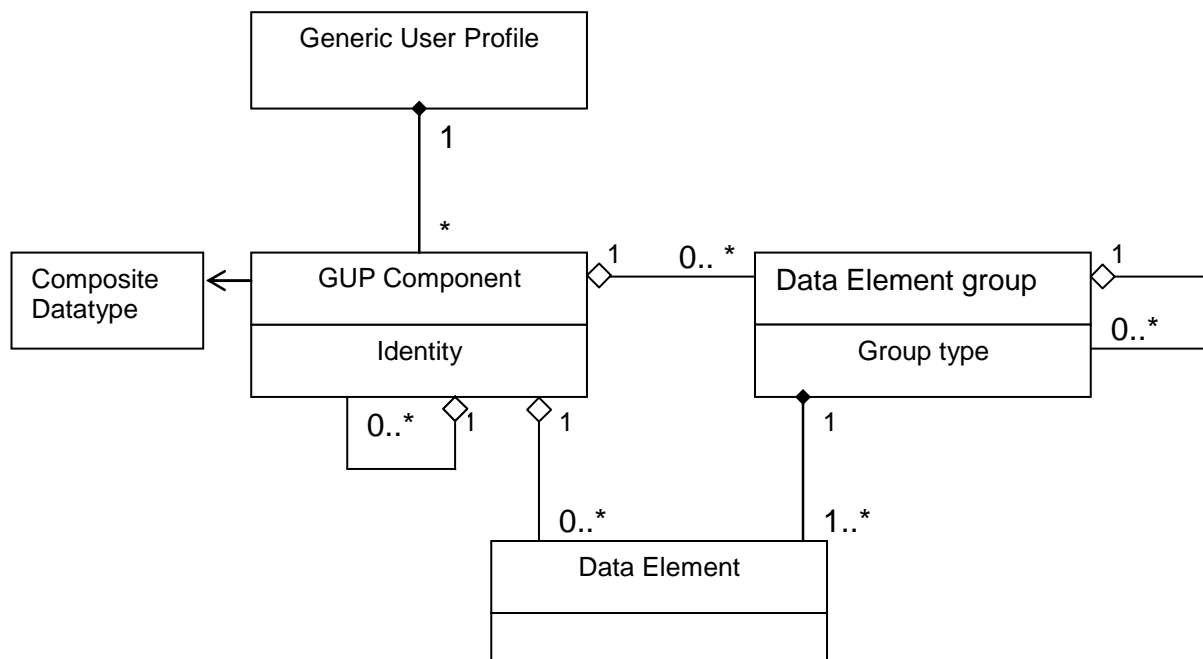 Generic User Profile
1
*
Composite
Datatype
GUP Component
1
0.. *
Data Element group
1
Identity
Group type
0..*
0..*
1
1
1
0..*
1..*
Data Element